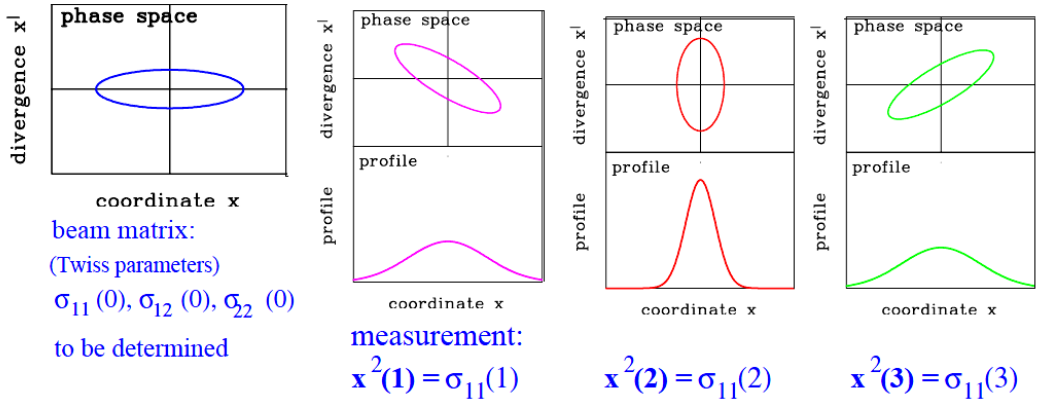 phase space
divergence x'
coordinate x
beam matrix:
(Twiss parameters)
σ₁₁ (0), σ₁₂ (0), σ₂₂ (0)
to be determined
phase space
divergence x'
profile
profile
coordinate x
measurement:
x²(1) = σ₁₁(1)
phase space
divergence x'
profile
profile
coordinate x
x²(2) = σ₁₁(2)
phase space
divergence x'
profile
profile
coordinate x
x²(3) = σ₁₁(3)